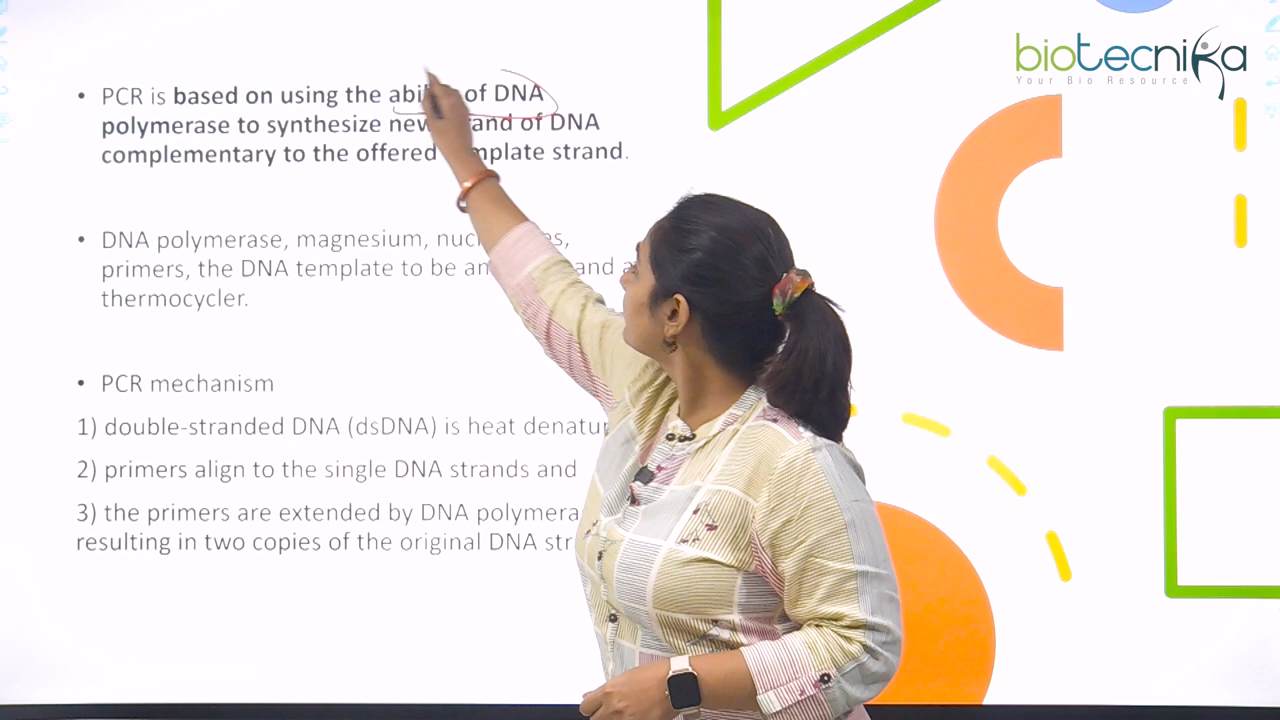 biotecnika
Your Bio Resource
• PCR is based on using the of DNA
polymerase to synthesize new of DNA
complementary to the offered strand.
• DNA polymerase, magnesium,
primers, the DNA template to be and
thermocycler.
• PCR mechanism
1) double-stranded DNA (dsDNA) is heat
2) primers align to the single DNA strands and
3) the primers are extended by DNA
resulting in two copies of the original DNA